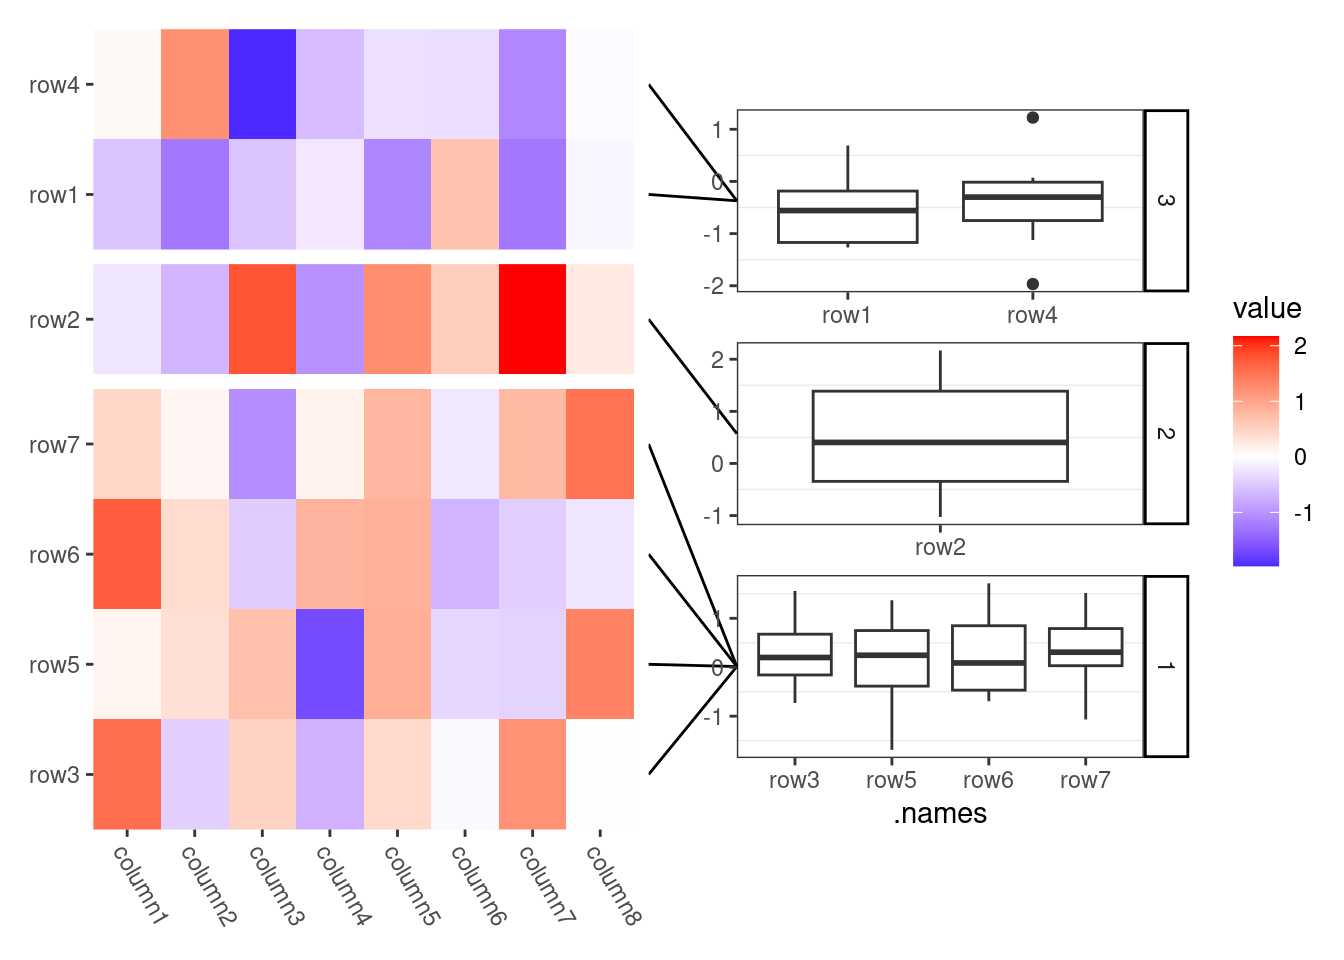 row4
row1
row2
row7
row6
row5
row3
column1
column2
column3
column4
column5
column6
column7
column8
1
0
-1
-2
row1
row4
3
2
1
0
-1
row2
2
1
0
-1
row3
row5
row6
row7
1
.names
value
2
1
0
-1